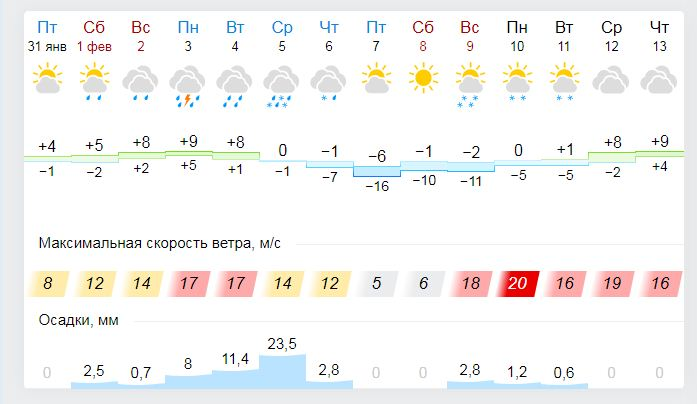 Пт Сб Вс Пн Вт Ср Чт Пт Сб Вс Пн Вт Ср Чт
31 янв 1 фев 2 3 4 5 6 7 8 9 10 11 12 13
+4 +5 +8 +9 +8 0 −1 −6 −1 −2 0 +1 +8 +9
−1 −2 +2 +5 +1 −1 −7 −16 −10 −11 −5 −5 −2 +4
Максимальная скорость ветра, м/с
8 12 14 17 17 14 12 5 6 18 20 16 19 16
Осадки, мм
0 2,5 0,7 8 11,4 23,5 2,8 0 0 2,8 1,2 0,6 0 0